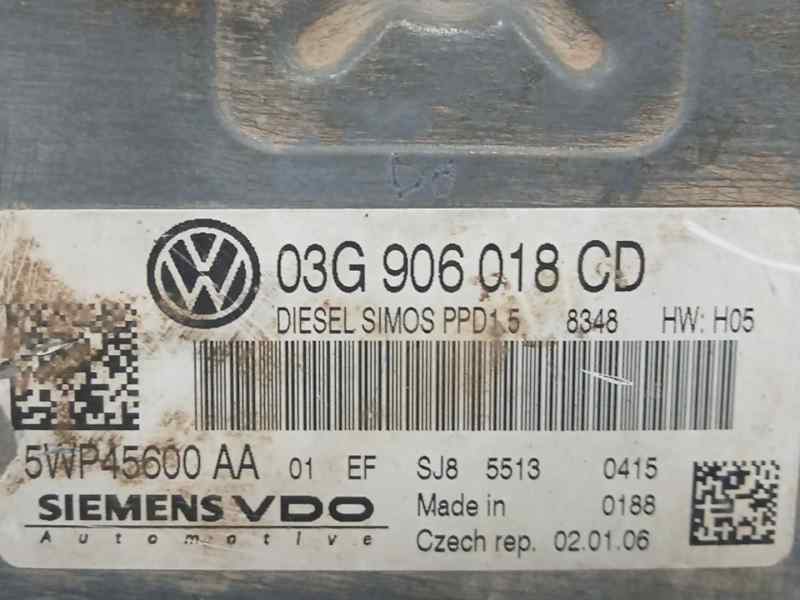 03G 906 018 CD
DIESEL SIMOS PPD1.5 8348 HW: H05
5WP45600 AA 01 EF SJ8 5513 0415
SIEMENS VDO Made in 0188
Automotive Czech rep. 02.01.06